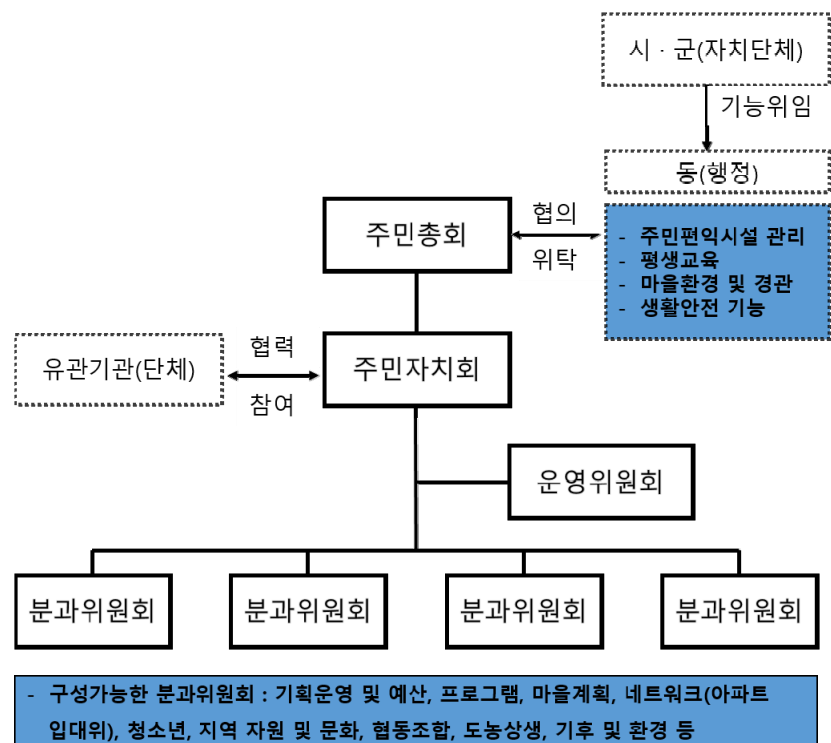 시 · 군(자치단체)
기능위임
동(행정)
주민총회
협의
위탁
- 주민편익시설 관리
- 평생교육
- 마을환경 및 경관
- 생활안전 기능
유관기관(단체)
협력
참여
주민자치회
운영위원회
분과위원회
분과위원회
분과위원회
분과위원회
- 구성가능한 분과위원회 : 기획운영 및 예산, 프로그램, 마을계획, 네트워크(아파트
입대위), 청소년, 지역 자원 및 문화, 협동조합, 도농상생, 기후 및 환경 등